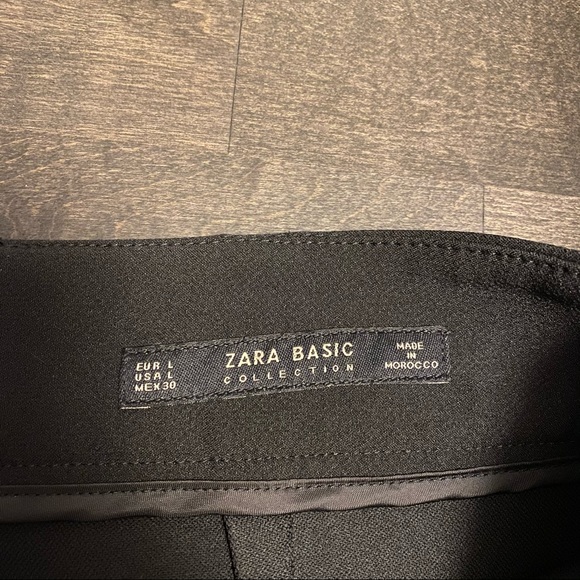 EUR L
USA L
MEX 30
ZARA BASIC
COLLECTION
MADE
IN
MOROCCO